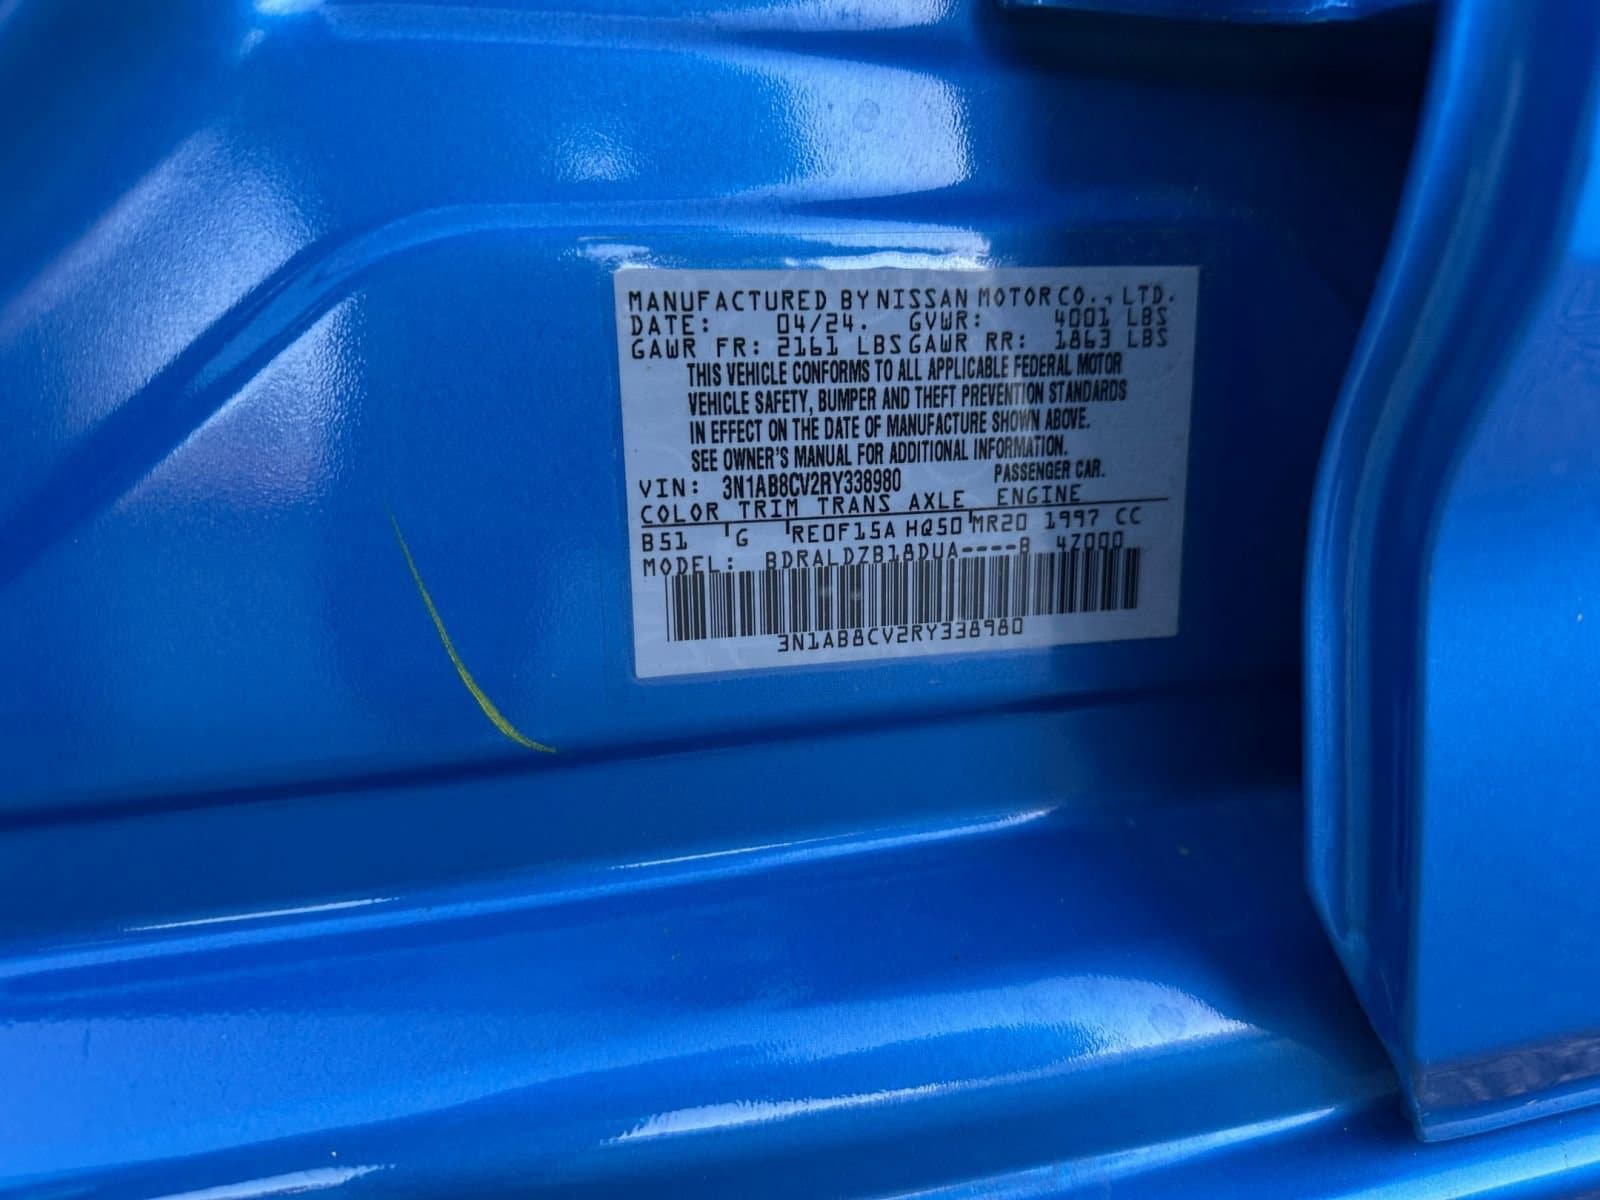 MANUFACTURED BY NISSAN MOTOR CO., LTD.
DATE: 04/24. GVWR: 4001 LBS
GAWR FR: 2161 LBS GAWR RR: 1863 LBS
THIS VEHICLE CONFORMS TO ALL APPLICABLE FEDERAL MOTOR
VEHICLE SAFETY, BUMPER AND THEFT PREVENTION STANDARDS
IN EFFECT ON THE DATE OF MANUFACTURE SHOWN ABOVE.
SEE OWNER'S MANUAL FOR ADDITIONAL INFORMATION.
VIN: 3N1AB8CV2RY338980 PASSENGER CAR.
COLOR TRIM TRANS AXLE ENGINE
B51 'G 'RE0F15A HQ50'MR20 1997 CC
MODEL: BDRALDZB18DUA----B 4Z000
3N1AB8CV2RY338980